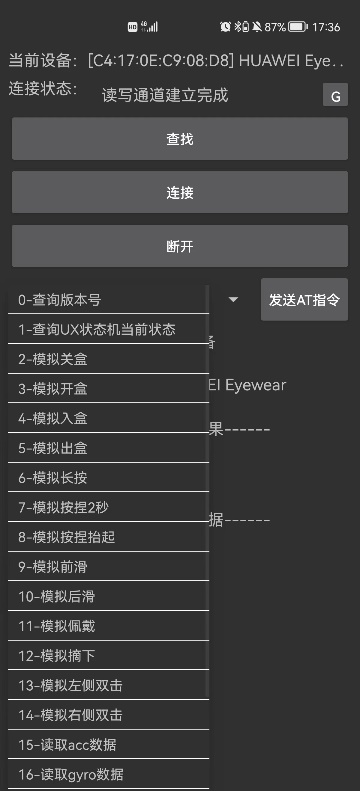 HD 4G 87% 17:36
当前设备： [C4:17:0E:C9:08:D8] HUAWEI Eye..
连接状态： 读写通道建立完成 G
查找
连接
断开
发送AT指令
0-查询版本号
1-查询UX状态机当前状态
2-模拟关盒
3-模拟开盒
4-模拟入盒
5-模拟出盒
6-模拟长按
7-模拟按捏2秒
8-模拟按捏抬起
9-模拟前滑
10-模拟后滑
11-模拟佩戴
12-模拟摘下
13-模拟左侧双击
14-模拟右侧双击
15-读取acc数据
16-读取gyro数据
备
EI Eyewear
果------
据------